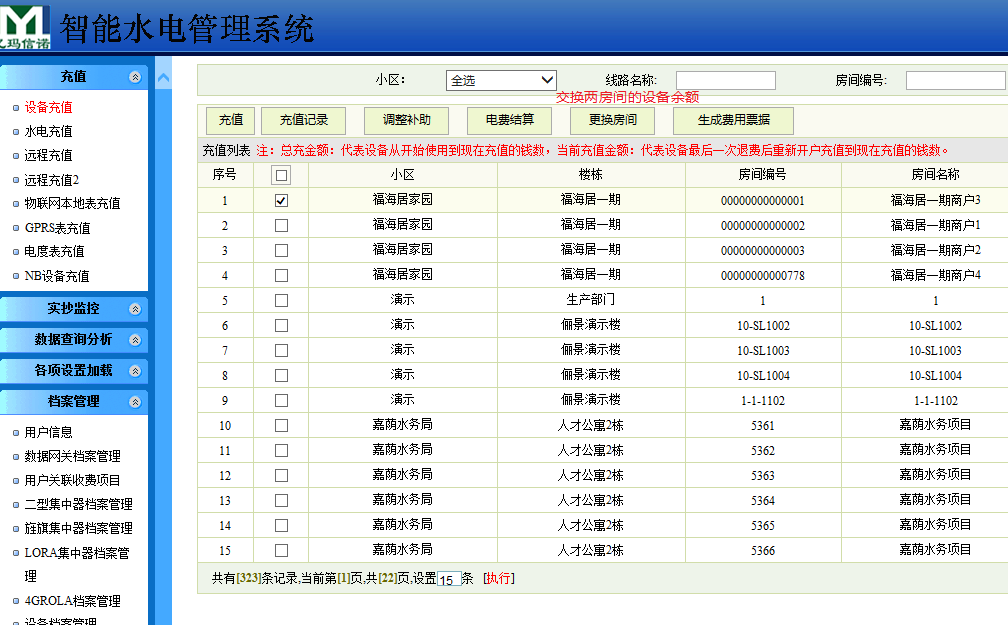 智能水电管理系统
玛信诺
充值
设备充值
水电充值
远程充值
远程充值2
物联网本地表充值
GPRS表充值
电度表充值
NB设备充值
实抄监控
数据查询分析
各项设置加载
档案管理
用户信息
数据网关档案管理
用户关联收费项目
二型集中器档案管理
旌旗集中器档案管理
LORA集中器档案管
理
4GROLA档案管理
设备档案管理
小区： 全选 线路名称: 房间编号:
交换两房间的设备余额
充值 充值记录 调整补助 电费结算 更换房间 生成费用票据
充值列表 注：总充金额：代表设备从开始使用到现在充值的钱数，当前充值金额：代表设备最后一次退费后重新开户充值到现在充值的钱数。
序号 小区 楼栋 房间编号 房间名称
1 福海居家园 福海居一期 00000000000001 福海居一期商户3
2 福海居家园 福海居一期 00000000000002 福海居一期商户1
3 福海居家园 福海居一期 00000000000003 福海居一期商户2
4 福海居家园 福海居一期 00000000000778 福海居一期商户4
5 演示 生产部门 1 1
6 演示 俪景演示楼 10-SL1002 10-SL1002
7 演示 俪景演示楼 10-SL1003 10-SL1003
8 演示 俪景演示楼 10-SL1004 10-SL1004
9 演示 俪景演示楼 1-1-1102 1-1-1102
10 嘉荫水务局 人才公寓2栋 5361 嘉荫水务项目
11 嘉荫水务局 人才公寓2栋 5362 嘉荫水务项目
12 嘉荫水务局 人才公寓2栋 5363 嘉荫水务项目
13 嘉荫水务局 人才公寓2栋 5364 嘉荫水务项目
14 嘉荫水务局 人才公寓2栋 5365 嘉荫水务项目
15 嘉荫水务局 人才公寓2栋 5366 嘉荫水务项目
共有[323]条记录,当前第[1]页,共[22]页,设置15条 [执行]